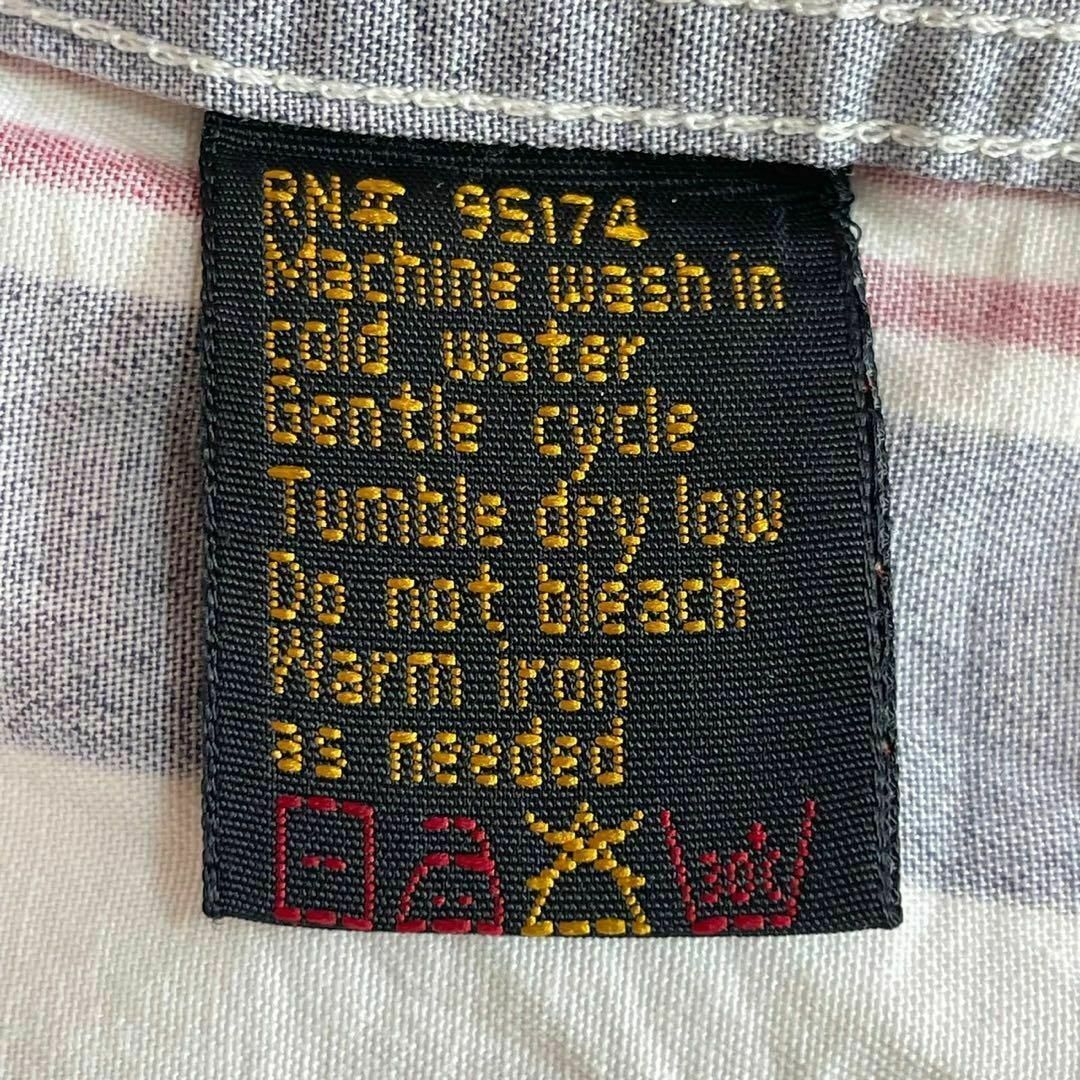 RN# 95174
Machine wash in
cold water
Gentle cycle
Tumble dry low
Do not bleach
Warm iron
as needed
30°C